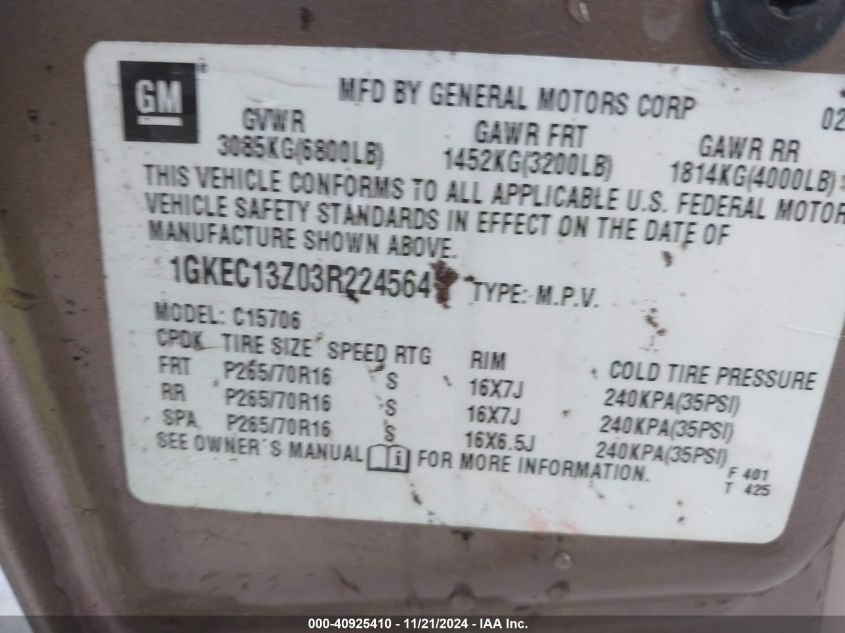 GM ®
MFD BY GENERAL MOTORS CORP 02
GVWR GAWR FRT GAWR RR
3085KG(6800LB) 1452KG(3200LB) 1814KG(4000LB)
THIS VEHICLE CONFORMS TO ALL APPLICABLE U.S. FEDERAL MOTOR
VEHICLE SAFETY STANDARDS IN EFFECT ON THE DATE OF
MANUFACTURE SHOWN ABOVE.
1GKEC13Z03R224564 TYPE: M.P.V.
MODEL: C15706
CPDK TIRE SIZE SPEED RTG RIM COLD TIRE PRESSURE
FRT P265/70R16 S 16X7J 240KPA(35PSI)
RR P265/70R16 S 16X7J 240KPA(35PSI)
SPA P265/70R16 S 16X6.5J 240KPA(35PSI)
SEE OWNER'S MANUAL i FOR MORE INFORMATION.
F 401
T 425
000-40925410 - 11/21/2024 - IAA Inc.